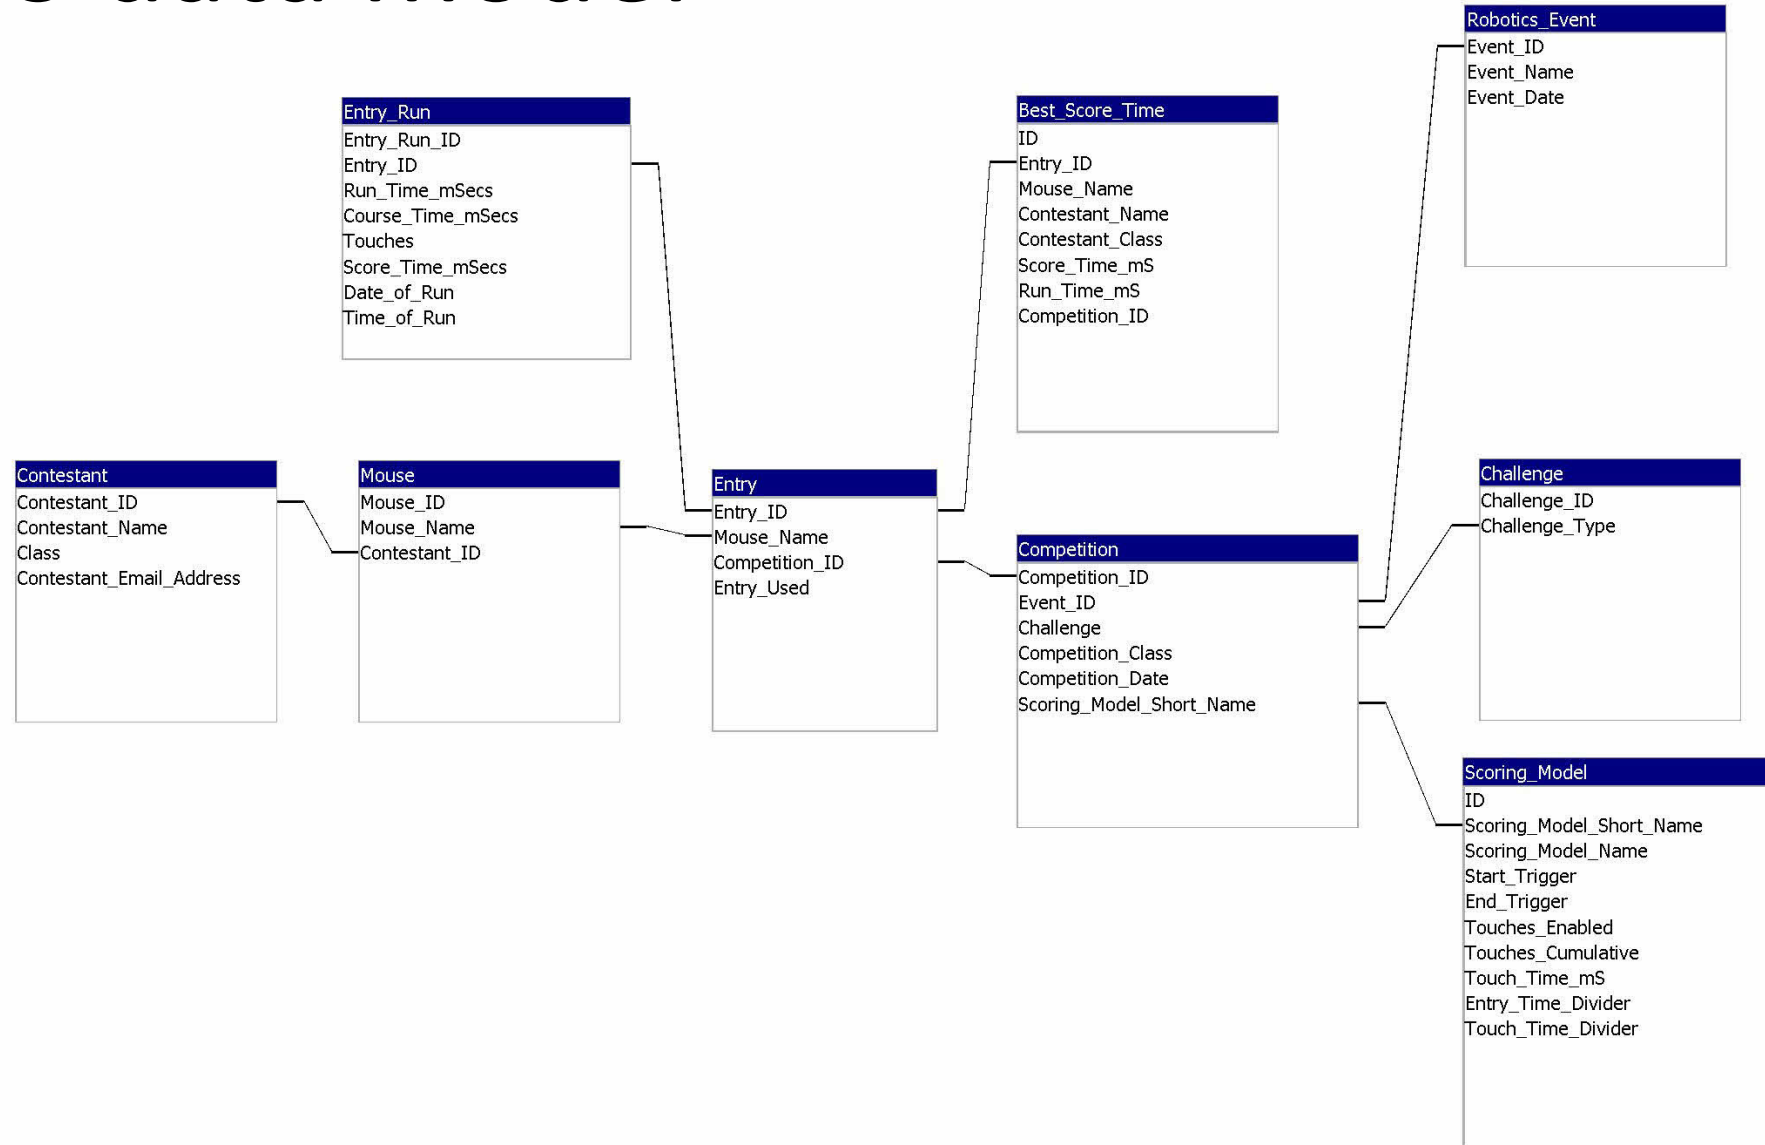 data model
Robotics_Event
Event_ID
Event_Name
Event_Date
Entry_Run
Entry_Run_ID
Entry_ID
Run_Time_mSecs
Course_Time_mSecs
Touches
Score_Time_mSecs
Date_of_Run
Time_of_Run
Best_Score_Time
ID
Entry_ID
Mouse_Name
Contestant_Name
Contestant_Class
Score_Time_mS
Run_Time_mS
Competition_ID
Contestant
Contestant_ID
Contestant_Name
Class
Contestant_Email_Address
Mouse
Mouse_ID
Mouse_Name
Contestant_ID
Entry
Entry_ID
Mouse_Name
Competition_ID
Entry_Used
Competition
Competition_ID
Event_ID
Challenge
Competition_Class
Competition_Date
Scoring_Model_Short_Name
Challenge
Challenge_ID
Challenge_Type
Scoring_Model
ID
Scoring_Model_Short_Name
Scoring_Model_Name
Start_Trigger
End_Trigger
Touches_Enabled
Touches_Cumulative
Touch_Time_mS
Entry_Time_Divider
Touch_Time_Divider